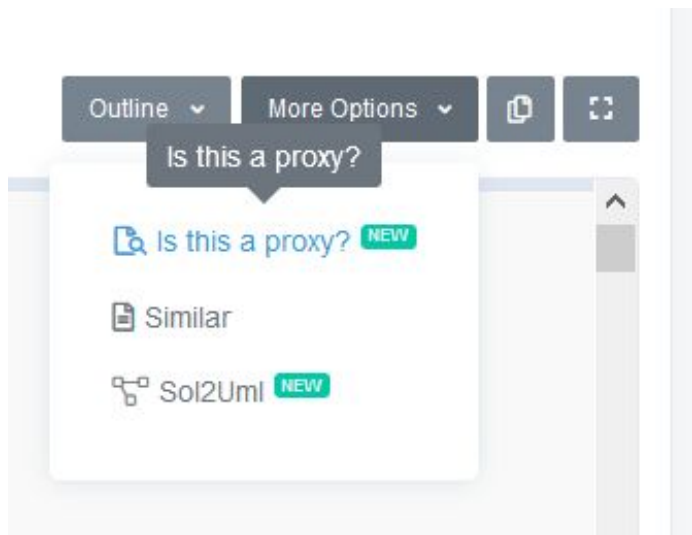 Outline More Options
Is this a proxy?
Is this a proxy? NEW
Similar
Sol2Uml NEW